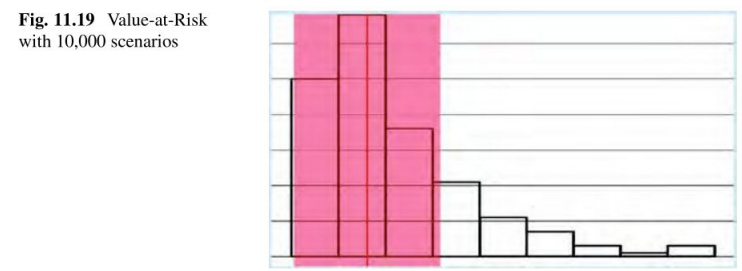 Fig. 11.19 Value-at-Risk
with 10,000 scenarios